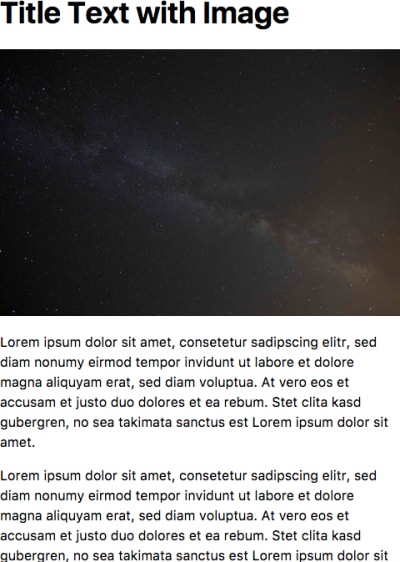 Title Text with Image
Lorem ipsum dolor sit amet, consetetur sadipscing elitr, sed
diam nonumy eirmod tempor invidunt ut labore et dolore
magna aliquyam erat, sed diam voluptua. At vero eos et
accusam et justo duo dolores et ea rebum. Stet clita kasd
gubergren, no sea takimata sanctus est Lorem ipsum dolor sit
amet.
Lorem ipsum dolor sit amet, consetetur sadipscing elitr, sed
diam nonumy eirmod tempor invidunt ut labore et dolore
magna aliquyam erat, sed diam voluptua. At vero eos et
accusam et justo duo dolores et ea rebum. Stet clita kasd
gubergren, no sea takimata sanctus est Lorem ipsum dolor sit